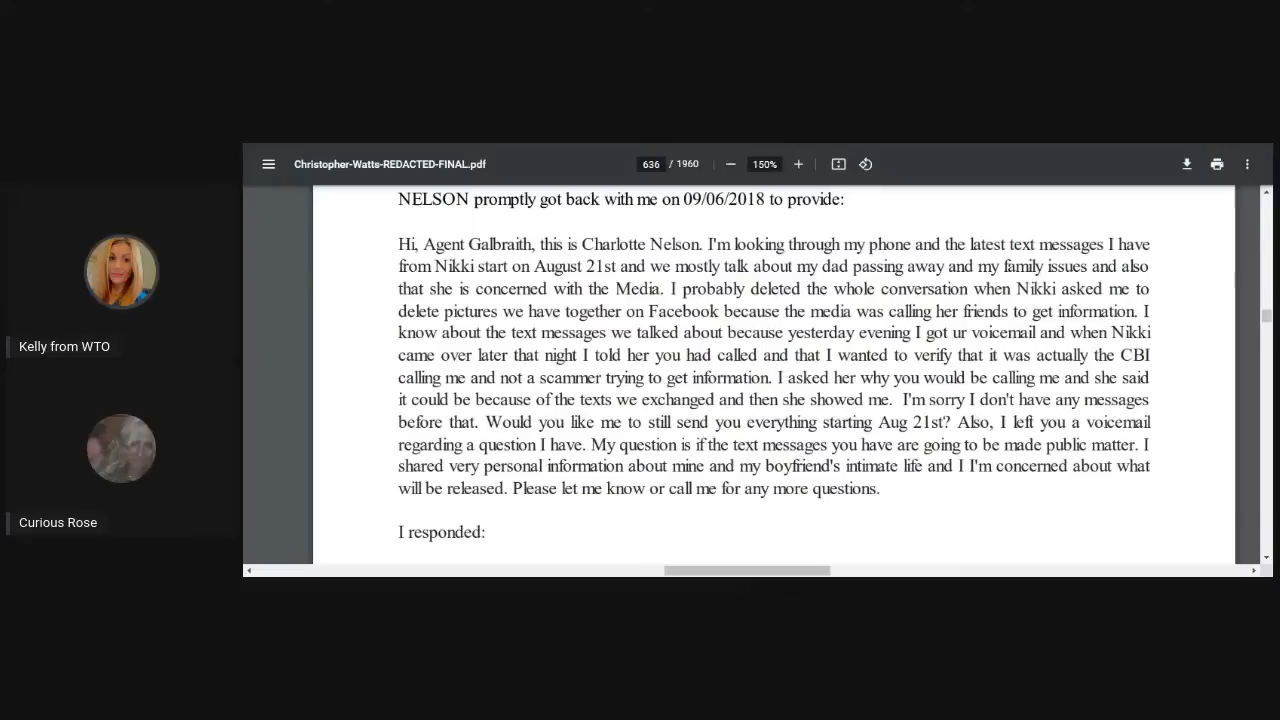 Christopher-Watts-REDACTED-FINAL.pdf
636 / 1960
150%
NELSON promptly got back with me on 09/06/2018 to provide:
Hi, Agent Galbraith, this is Charlotte Nelson. I'm looking through my phone and the latest text messages I have
from Nikki start on August 21st and we mostly talk about my dad passing away and my family issues and also
that she is concerned with the Media. I probably deleted the whole conversation when Nikki asked me to
delete pictures we have together on Facebook because the media was calling her friends to get information. I
know about the text messages we talked about because yesterday evening I got ur voicemail and when Nikki
came over later that night I told her you had called and that I wanted to verify that it was actually the CBI
calling me and not a scammer trying to get information. I asked her why you would be calling me and she said
it could be because of the texts we exchanged and then she showed me. I'm sorry I don't have any messages
before that. Would you like me to still send you everything starting Aug 21st? Also, I left you a voicemail
regarding a question I have. My question is if the text messages you have are going to be made public matter. I
shared very personal information about mine and my boyfriend's intimate life and I I'm concerned about what
will be released. Please let me know or call me for any more questions.
I responded:
Kelly from WTO
Curious Rose